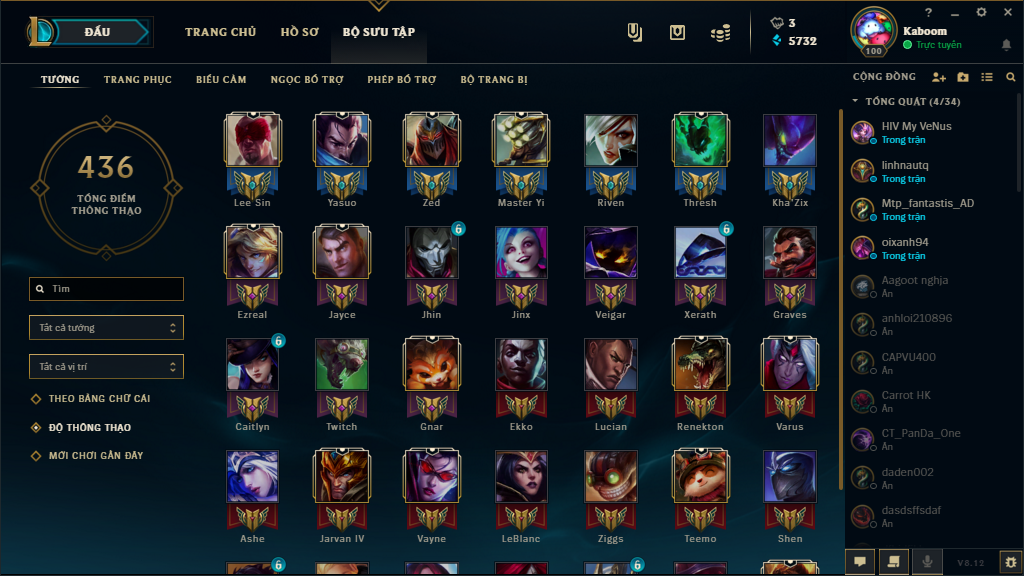 ĐẤU
TRANG CHỦ
HỒ SƠ
BỘ SƯU TẬP
3
5732
100
?
Kaboom
Trực tuyến
TƯỚNG
TRANG PHỤC
BIỂU CẢM
NGỌC BỔ TRỢ
PHÉP BỔ TRỢ
BỘ TRANG BỊ
CỘNG ĐỒNG
TỔNG QUÁT (4/34)
436
TỔNG ĐIỂM
THÔNG THẠO
Tìm
Tất cả tướng
Tất cả vị trí
THEO BẢNG CHỮ CÁI
ĐỘ THÔNG THẠO
MỚI CHƠI GẦN ĐÂY
Lee Sin
Yasuo
Zed
Master Yi
Riven
Thresh
Kha'Zix
6
6
Ezreal
Jayce
Jhin
Jinx
Veigar
Xerath
Graves
6
Caitlyn
Twitch
Gnar
Ekko
Lucian
Renekton
Varus
Ashe
Jarvan IV
Vayne
LeBlanc
Ziggs
Teemo
Shen
6
6
HIV My VeNus
Trong trận
linhnautq
Trong trận
Mtp_fantastis_AD
Trong trận
oixanh94
Trong trận
Aagoot nghja
Ẩn
anhloi210896
Ẩn
CAPVU400
Ẩn
Carrot HK
Ẩn
CT_PanDa_One
Ẩn
daden002
Ẩn
dasdsffsdaf
Ẩn
V8.12